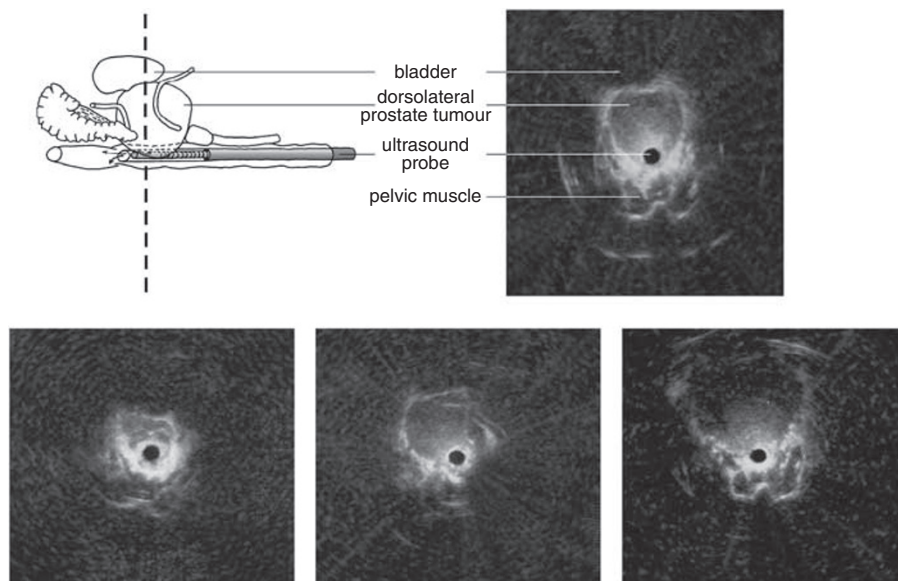 bladder
dorsolateral
prostate tumour
ultrasound
probe
pelvic muscle